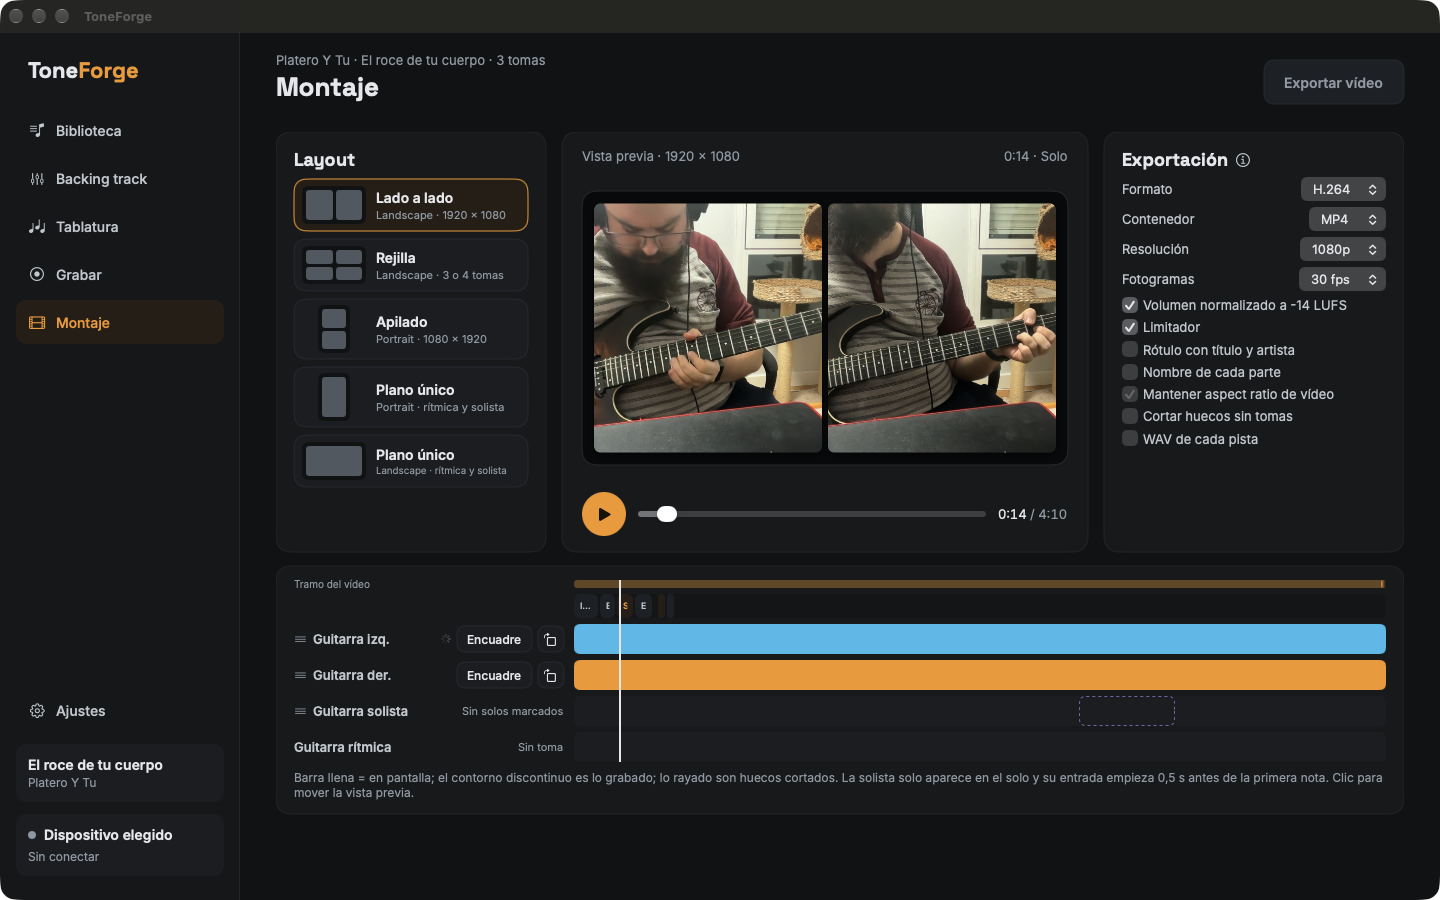 ToneForge
ToneForge
Biblioteca
Backing track
Tablatura
Grabar
Montaje
Ajustes
El roce de tu cuerpo
Platero Y Tu
Dispositivo elegido
Sin conectar
Platero Y Tu · El roce de tu cuerpo · 3 tomas
Montaje
Exportar vídeo
Layout
Lado a lado
Landscape · 1920 × 1080
Rejilla
Landscape · 3 o 4 tomas
Apilado
Portrait · 1080 × 1920
Plano único
Portrait · rítmica y solista
Plano único
Landscape · rítmica y solista
Vista previa · 1920 × 1080
0:14 · Solo
0:14 / 4:10
Exportación
Formato H.264
Contenedor MP4
Resolución 1080p
Fotogramas 30 fps
Volumen normalizado a -14 LUFS
Limitador
Rótulo con título y artista
Nombre de cada parte
Mantener aspect ratio de vídeo
Cortar huecos sin tomas
WAV de cada pista
Tramo del vídeo
I... E S E
Guitarra izq. Encuadre
Guitarra der. Encuadre
Guitarra solista Sin solos marcados
Guitarra rítmica Sin toma
Barra llena = en pantalla; el contorno discontinuo es lo grabado; lo rayado son huecos cortados. La solista solo aparece en el solo y su entrada empieza 0,5 s antes de la primera nota. Clic para
mover la vista previa.